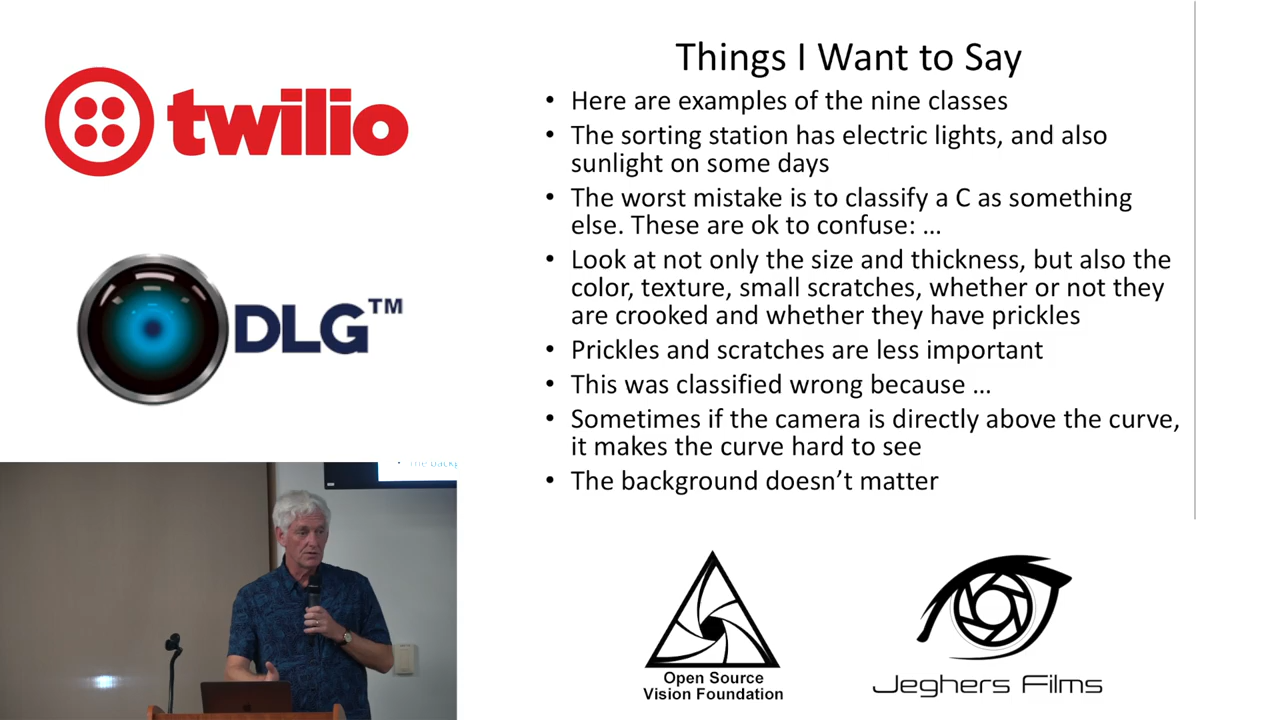 twilio
DLG™
Things I Want to Say
• Here are examples of the nine classes
• The sorting station has electric lights, and also
sunlight on some days
• The worst mistake is to classify a C as something
else. These are ok to confuse: …
• Look at not only the size and thickness, but also the
color, texture, small scratches, whether or not they
are crooked and whether they have prickles
• Prickles and scratches are less important
• This was classified wrong because …
• Sometimes if the camera is directly above the curve,
it makes the curve hard to see
• The background doesn’t matter
Open Source
Vision Foundation
Jeghers Films